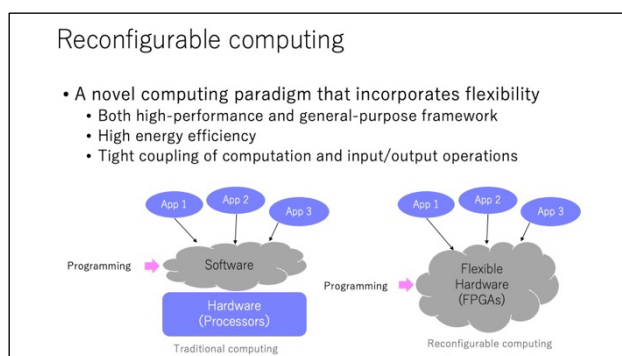 Reconfigurable computing
• A novel computing paradigm that incorporates flexibility
• Both high-performance and general-purpose framework
• High energy efficiency
• Tight coupling of computation and input/output operations
App 1
App 2
App 3
Programming
Software
Hardware
(Processors)
Traditional computing
App 1
App 2
App 3
Programming
Flexible
Hardware
(FPGAs)
Reconfigurable computing